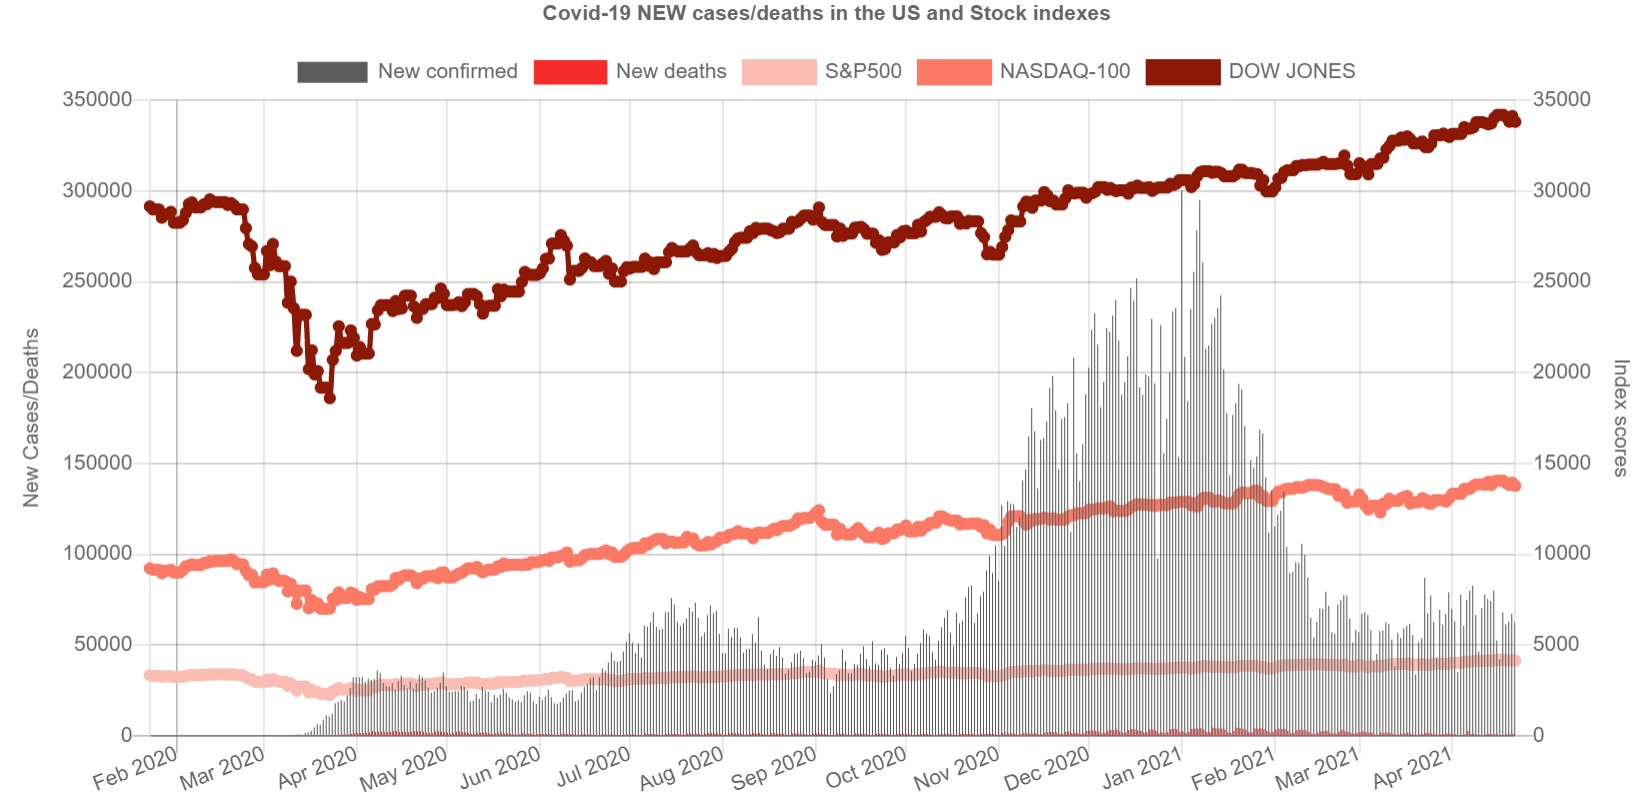 Covid-19 NEW cases/deaths in the US and Stock indexes
New confirmed New deaths S&P500 NASDAQ-100 DOW JONES
350000 35000
300000 30000
250000 25000
200000 20000
150000 15000
100000 10000
50000 5000
0 0
New Cases/Deaths
Index scores
Feb 2020 Mar 2020 Apr 2020 May 2020 Jun 2020 Jul 2020 Aug 2020 Sep 2020 Oct 2020 Nov 2020 Dec 2020 Jan 2021 Feb 2021 Mar 2021 Apr 2021